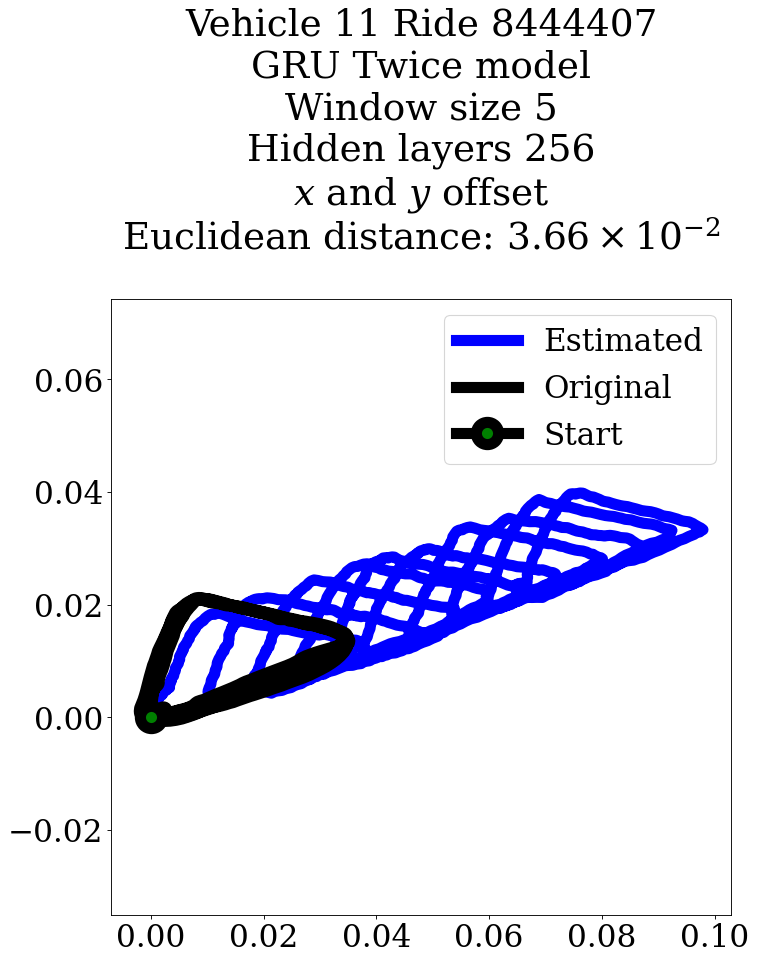 Vehicle 11 Ride 8444407
GRU Twice model
Window size 5
Hidden layers 256
x and y offset
Euclidean distance: 3.66 × 10⁻²
Estimated
Original
Start
0.06
0.04
0.02
0.00
−0.02
0.00 0.02 0.04 0.06 0.08 0.10